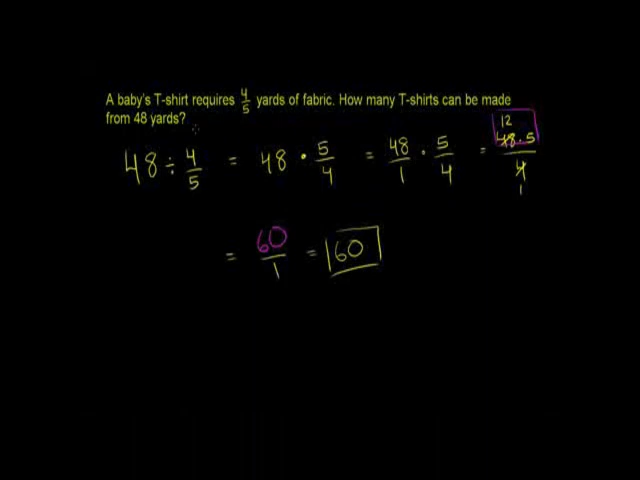 A baby's T-shirt requires 4/5 yards of fabric. How many T-shirts can be made
from 48 yards?
48 ÷ 4/5 = 48 · 5/4 = 48/1 · 5/4 = 12 48 · 5 / 4 1
= 60/1 = 60